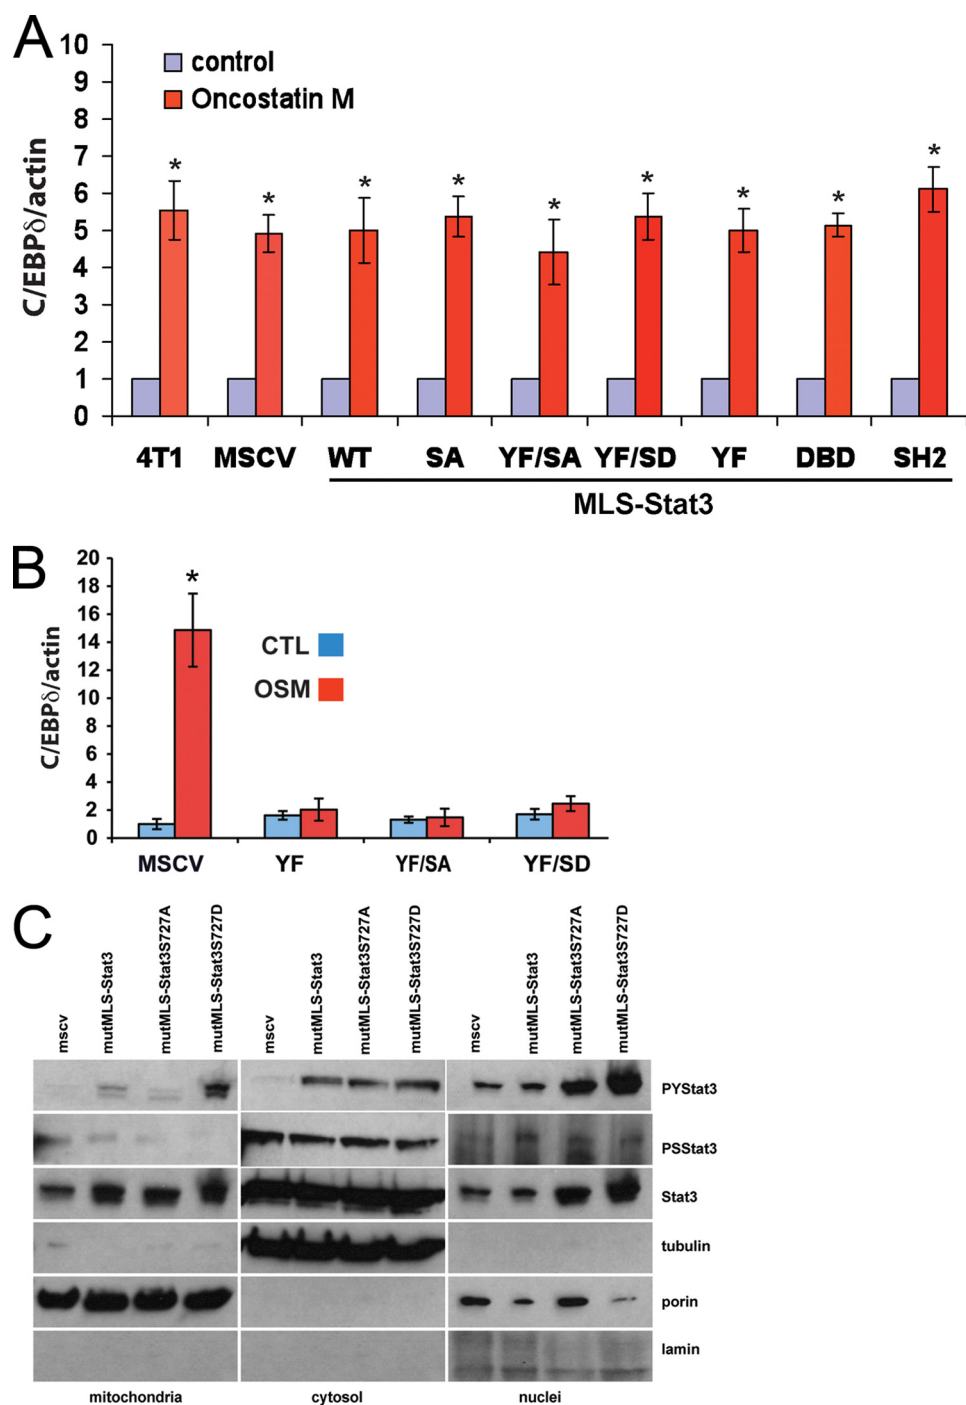 A
10
9
8
7
6
5
4
3
2
1
0
C/EBPδ/actin
control
Oncostatin M
* * * * * * * * *
4T1 MSCV WT SA YF/SA YF/SD YF DBD SH2
MLS-Stat3
B
20
18
16
14
12
10
8
6
4
2
0
C/EBPδ/actin
*
CTL
OSM
MSCV YF YF/SA YF/SD
C
mscv mutMLS-Stat3 mutMLS-Stat3S727A mutMLS-Stat3S727D mscv mutMLS-Stat3 mutMLS-Stat3S727A mutMLS-Stat3S727D mscv mutMLS-Stat3 mutMLS-Stat3S727A mutMLS-Stat3S727D
PYStat3
PSStat3
Stat3
tubulin
porin
lamin
mitochondria cytosol nuclei